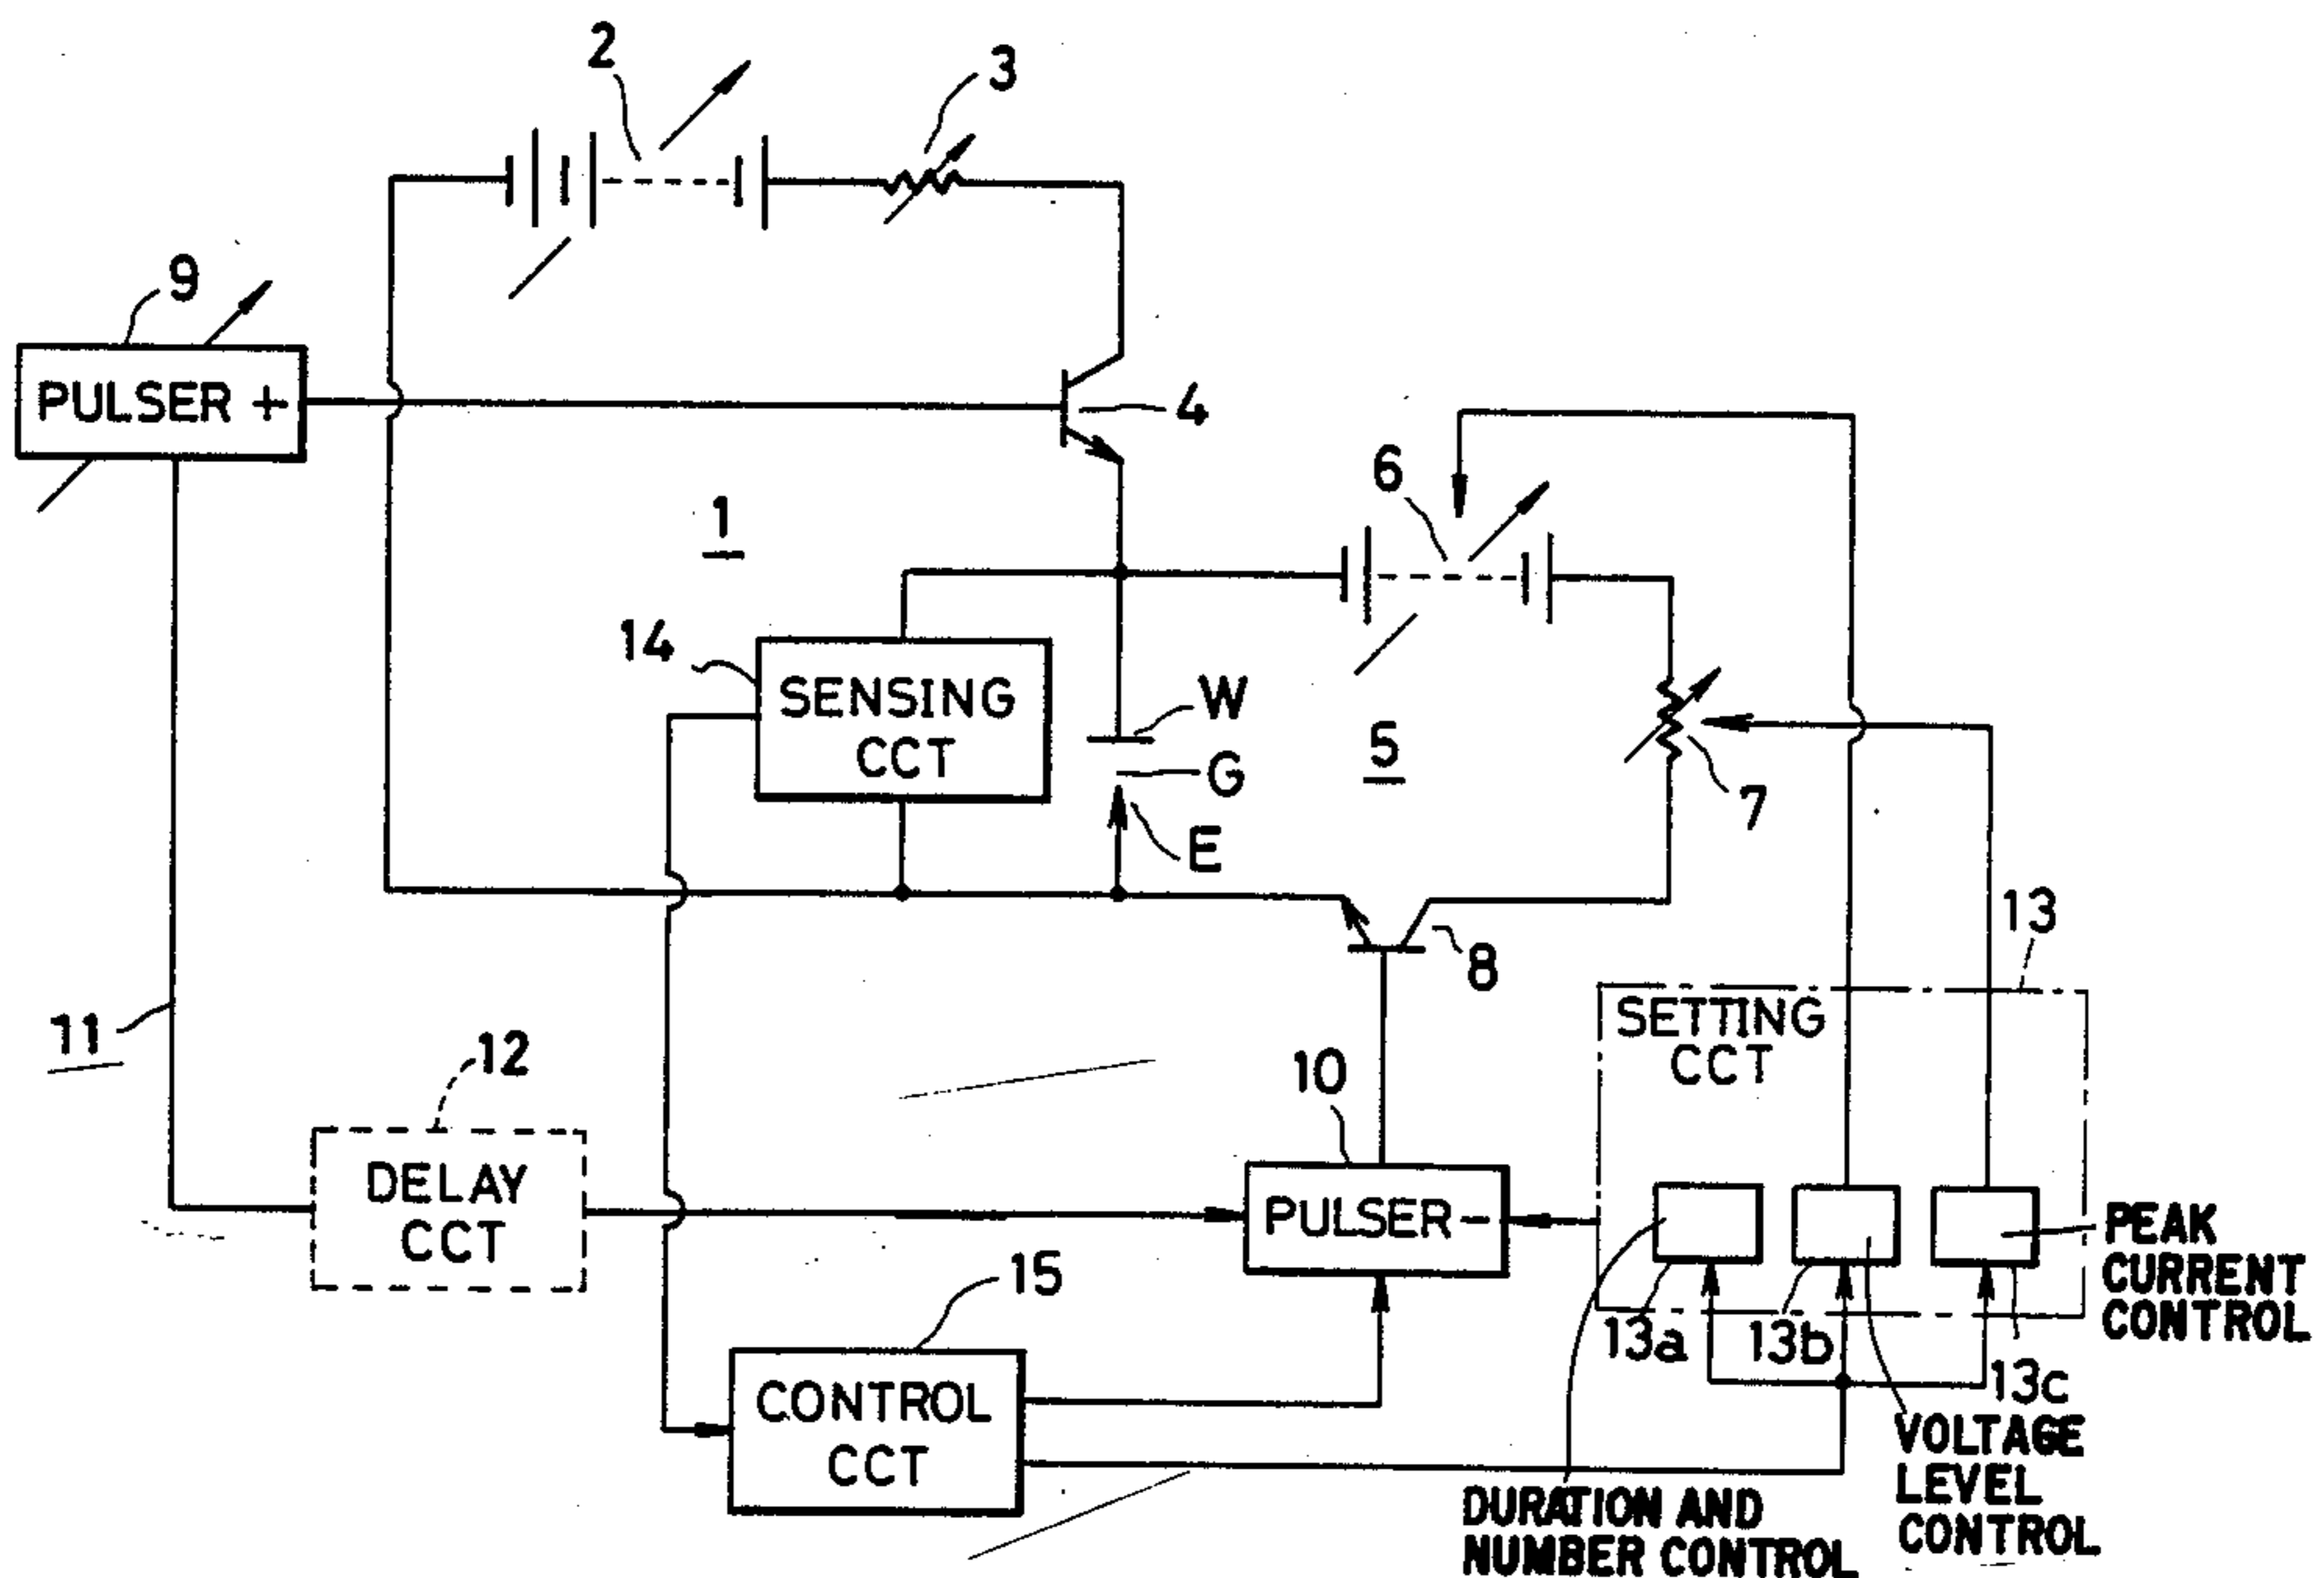 2
3
9
PULSER +
4
6
1
14
SENSING
CCT
W
G
E
5
7
13
8
SETTING
CCT
11
12
10
DELAY
CCT
PULSER -
15
PEAK
CURRENT
CONTROL
13a
13b
13c
CONTROL
CCT
VOLTAGE
LEVEL
CONTROL
DURATION AND
NUMBER CONTROL